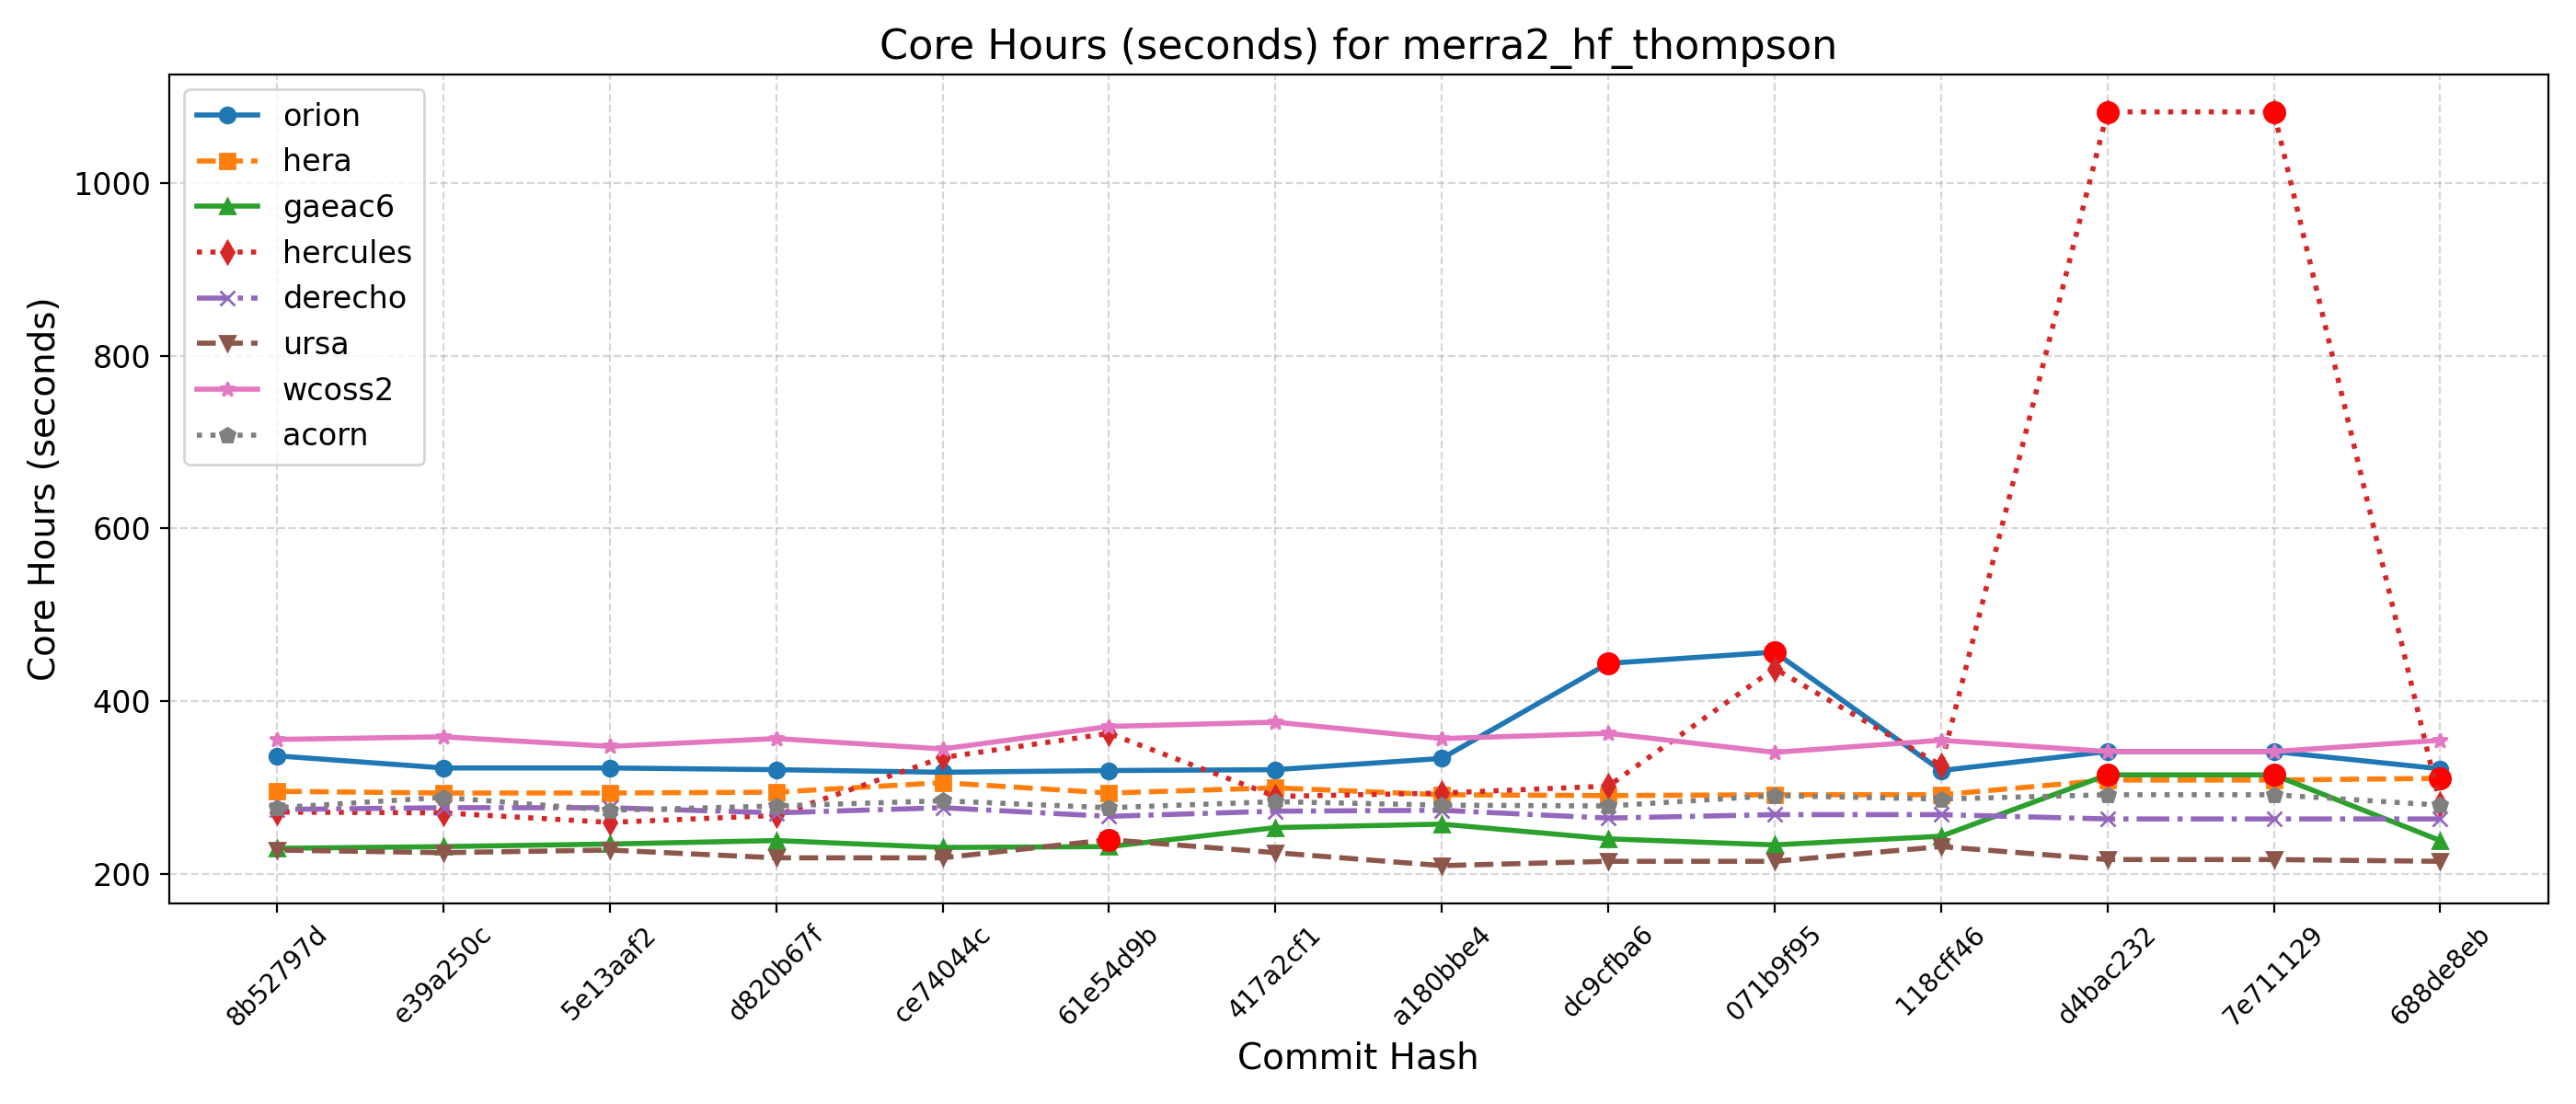 Core Hours (seconds) for merra2_hf_thompson
orion
hera
gaeac6
hercules
derecho
ursa
wcoss2
acorn
Core Hours (seconds)
1000
800
600
400
200
8b52797d
e39a250c
5e13aaf2
d820b67f
ce74044c
61e54d9b
417a2cf1
a180bbe4
dc9cfba6
071b9f95
118cff46
d4bac232
7e711129
688de8eb
Commit Hash